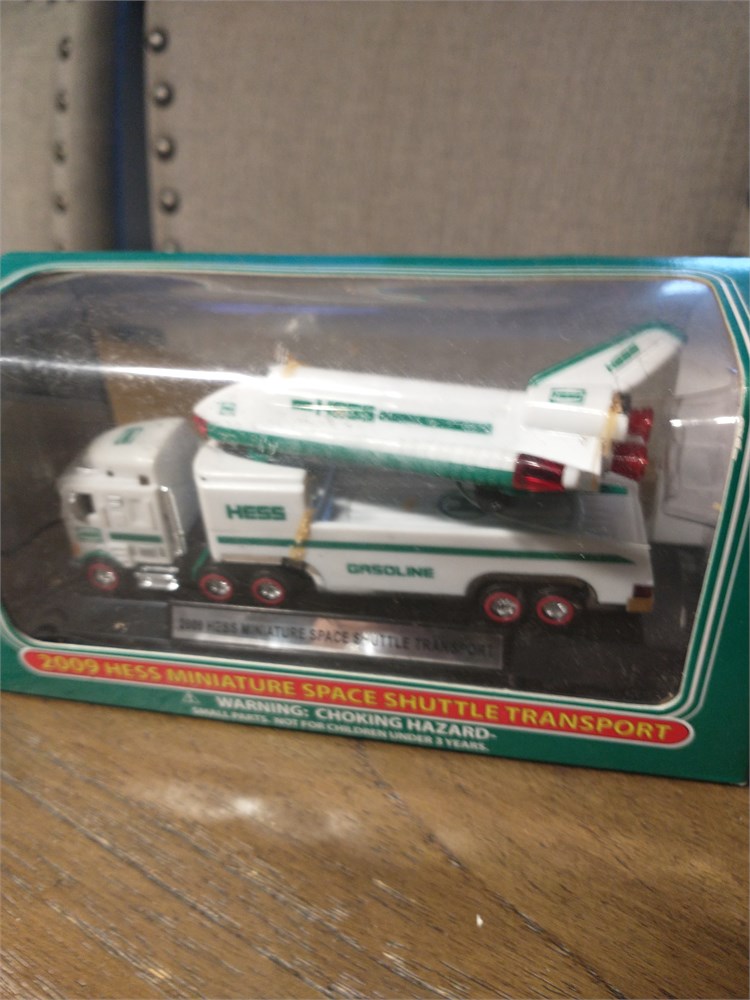 HESS
HESS
HESS
GASOLINE
2009 HESS MINIATURE SPACE SHUTTLE TRANSPORT
2009 HESS MINIATURE SPACE SHUTTLE TRANSPORT
WARNING: CHOKING HAZARD-
SMALL PARTS. NOT FOR CHILDREN UNDER 3 YEARS.